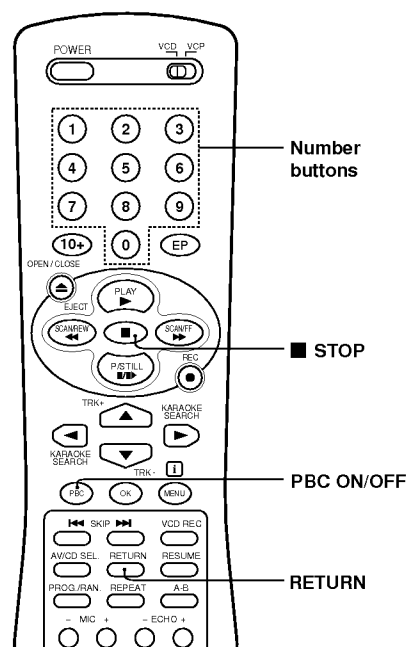 POWER
VCD VCP
1 2 3
Number
buttons
4 5 6
7 8 9
10+ 0 EP
OPEN / CLOSE
PLAY
EJECT
SCAN/REW
SCAN/FF
STOP
P/STILL
REC
TRK+
KARAOKE
SEARCH
KARAOKE
SEARCH
TRK -
i
PBC OK MENU
PBC ON/OFF
SKIP
VCD REC
AV/CD SEL. RETURN RESUME
RETURN
PROG./RAN. REPEAT A-B
– MIC + – ECHO +